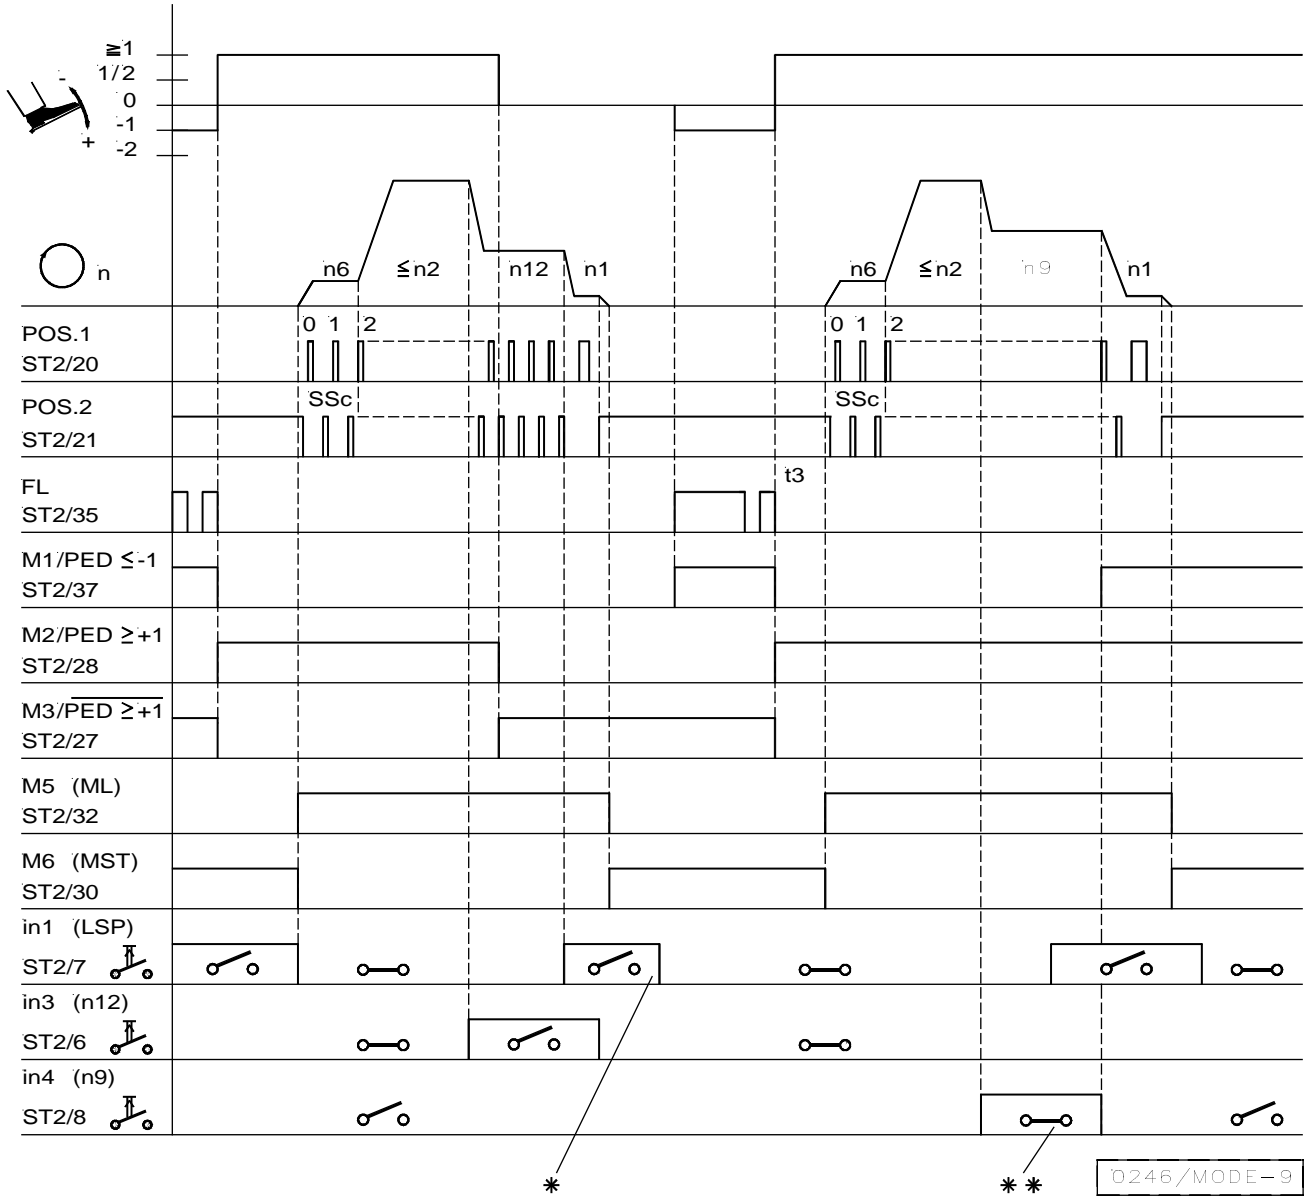 ≧1
1/2
0
-1
-2
-
+
n
n6 ≦n2 n12 n1 n6 ≦n2 n9 n1
POS.1
ST2/20
0 1 2 0 1 2
POS.2
ST2/21
SSc SSc
FL
ST2/35
t3
M1/PED ≤-1
ST2/37
M2/PED ≥+1
ST2/28
M3/PED ≥+1
ST2/27
M5 (ML)
ST2/32
M6 (MST)
ST2/30
in1 (LSP)
ST2/7
in3 (n12)
ST2/6
in4 (n9)
ST2/8
* **
0246/MODE-9